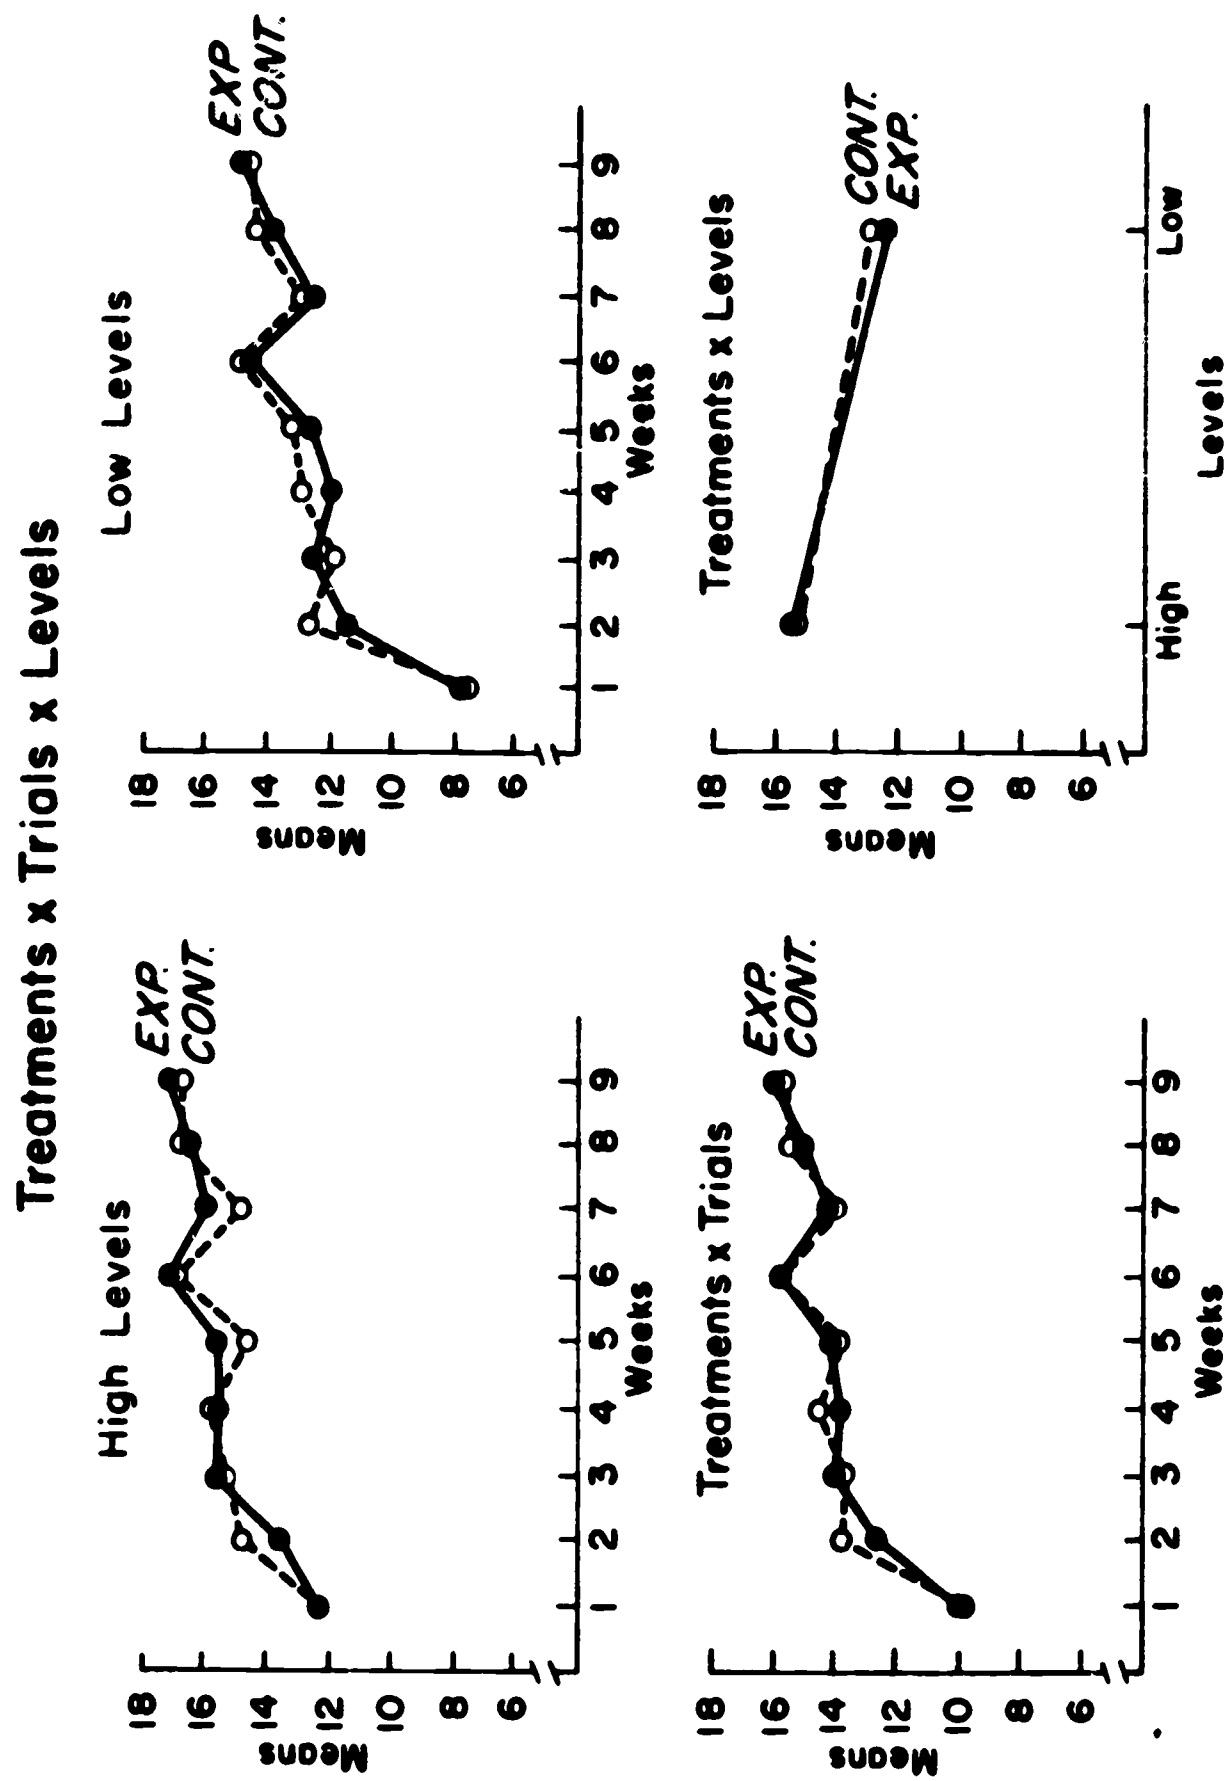 Treatments x Trials x Levels
High Levels
EXP.
CONT.
18
16
14
12
10
8
6
Means
1 2 3 4 5 6 7 8 9
Weeks
Low Levels
EXP
CONT.
18
16
14
12
10
8
6
Means
1 2 3 4 5 6 7 8 9
Weeks
Treatments x Trials
EXP.
CONT.
18
16
14
12
10
8
6
Means
1 2 3 4 5 6 7 8 9
Weeks
Treatments x Levels
CONT.
EXP.
18
16
14
12
10
8
6
Means
High Low
Levels